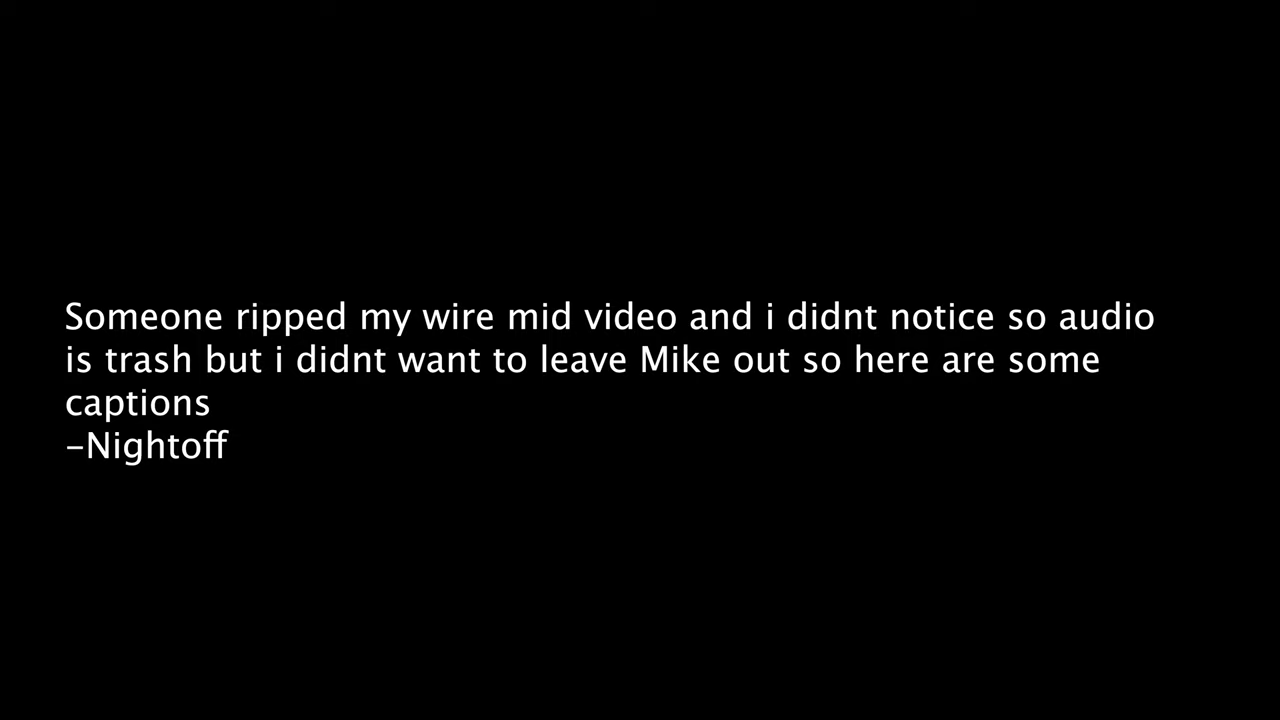 Someone ripped my wire mid video and i didnt notice so audio
is trash but i didnt want to leave Mike out so here are some
captions
-Nightoff